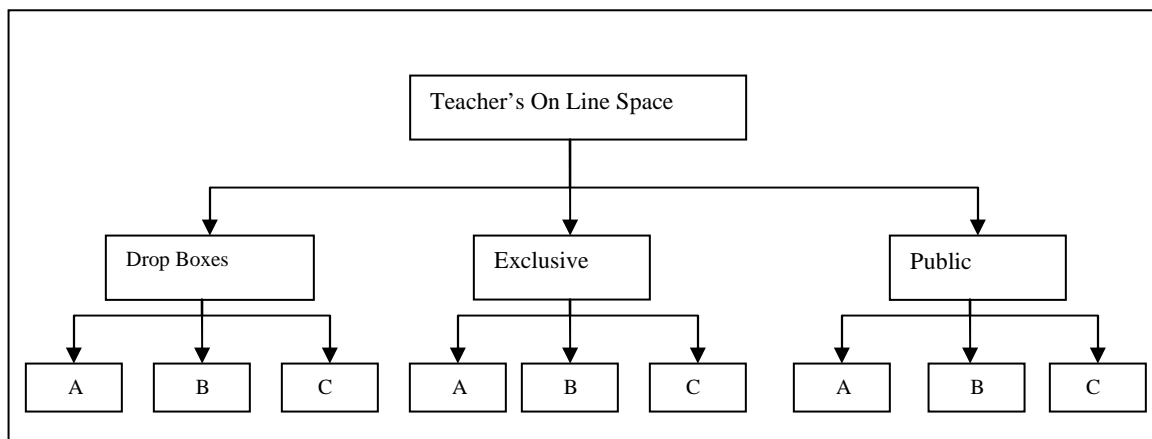 Teacher’s On Line Space
Drop Boxes
Exclusive
Public
A
B
C
A
B
C
A
B
C